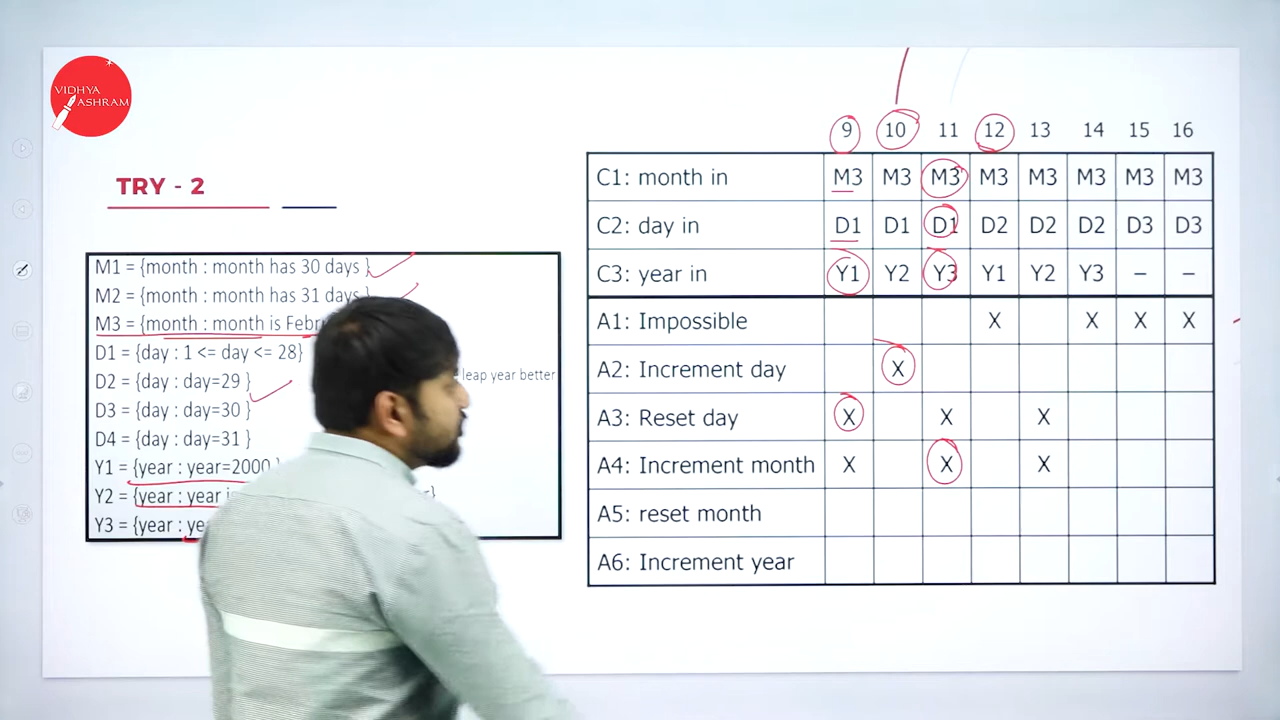 VIDHYA
ASHRAM
TRY - 2
M1 = {month : month has 30 days }
M2 = {month : month has 31 days
M3 = {month : month is
D1 = {day : 1 <= day <= 28}
D2 = {day : day=29 }
leap year better
D3 = {day : day=30 }
D4 = {day : day=31 }
Y1 = {year : year=2000
Y2 = {year : year
Y3 = {year :
9 10 11 12 13 14 15 16
C1: month in M3 M3 M3 M3 M3 M3 M3 M3
C2: day in D1 D1 D1 D2 D2 D2 D3 D3
C3: year in Y1 Y2 Y3 Y1 Y2 Y3 – –
A1: Impossible X X X X
A2: Increment day X
A3: Reset day X X X
A4: Increment month X X X
A5: reset month
A6: Increment year